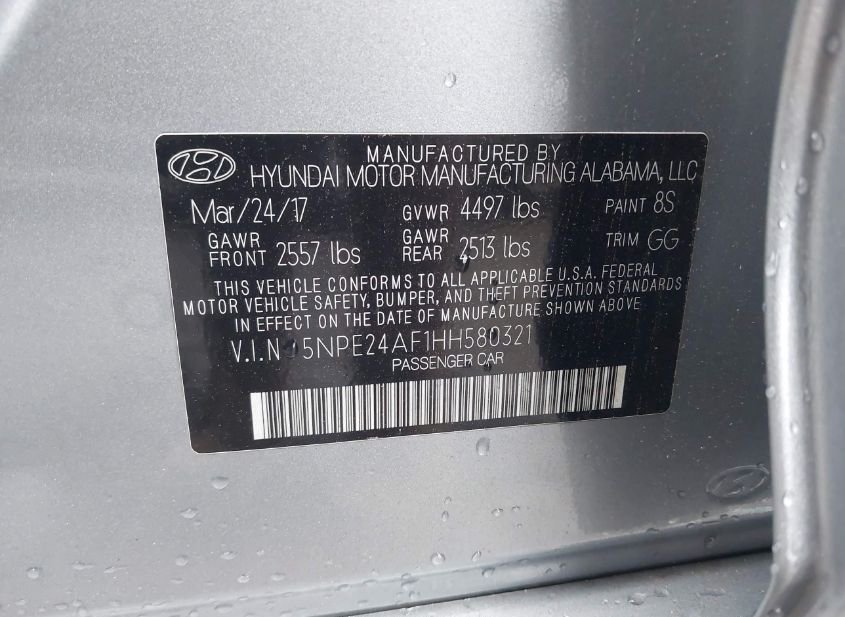 MANUFACTURED BY
HYUNDAI MOTOR MANUFACTURING ALABAMA, LLC
Mar/24/17 GVWR 4497 lbs PAINT 8S
GAWR FRONT 2557 lbs GAWR REAR 2513 lbs TRIM GG
THIS VEHICLE CONFORMS TO ALL APPLICABLE U.S.A. FEDERAL
MOTOR VEHICLE SAFETY, BUMPER, AND THEFT PREVENTION STANDARDS
IN EFFECT ON THE DATE OF MANUFACTURE SHOWN ABOVE
V.I.N 5NPE24AF1HH580321
PASSENGER CAR